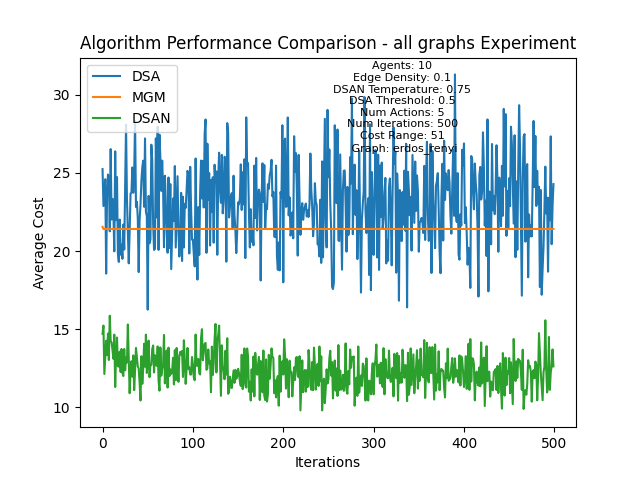 Algorithm Performance Comparison - all graphs Experiment
DSA
MGM
DSAN
Agents: 10
Edge Density: 0.1
DSAN Temperature: 0.75
DSA Threshold: 0.5
Num Actions: 5
Num Iterations: 500
Cost Range: 51
Graph: erdos_renyi
30
25
20
15
10
Average Cost
0
100
200
300
400
500
Iterations